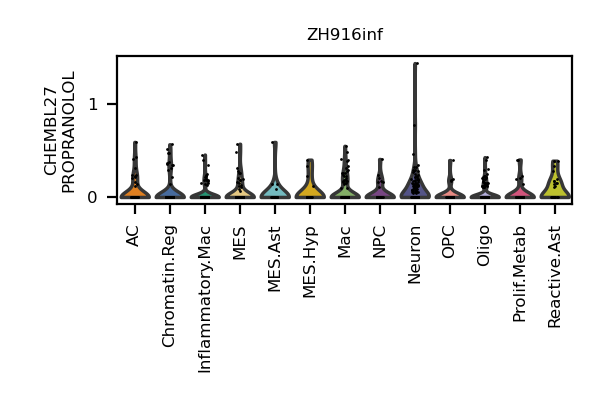 ZH916inf
CHEMBL27
PROPRANOLOL
1
0
AC
Chromatin.Reg
Inflammatory.Mac
MES
MES.Ast
MES.Hyp
Mac
NPC
Neuron
OPC
Oligo
Prolif.Metab
Reactive.Ast